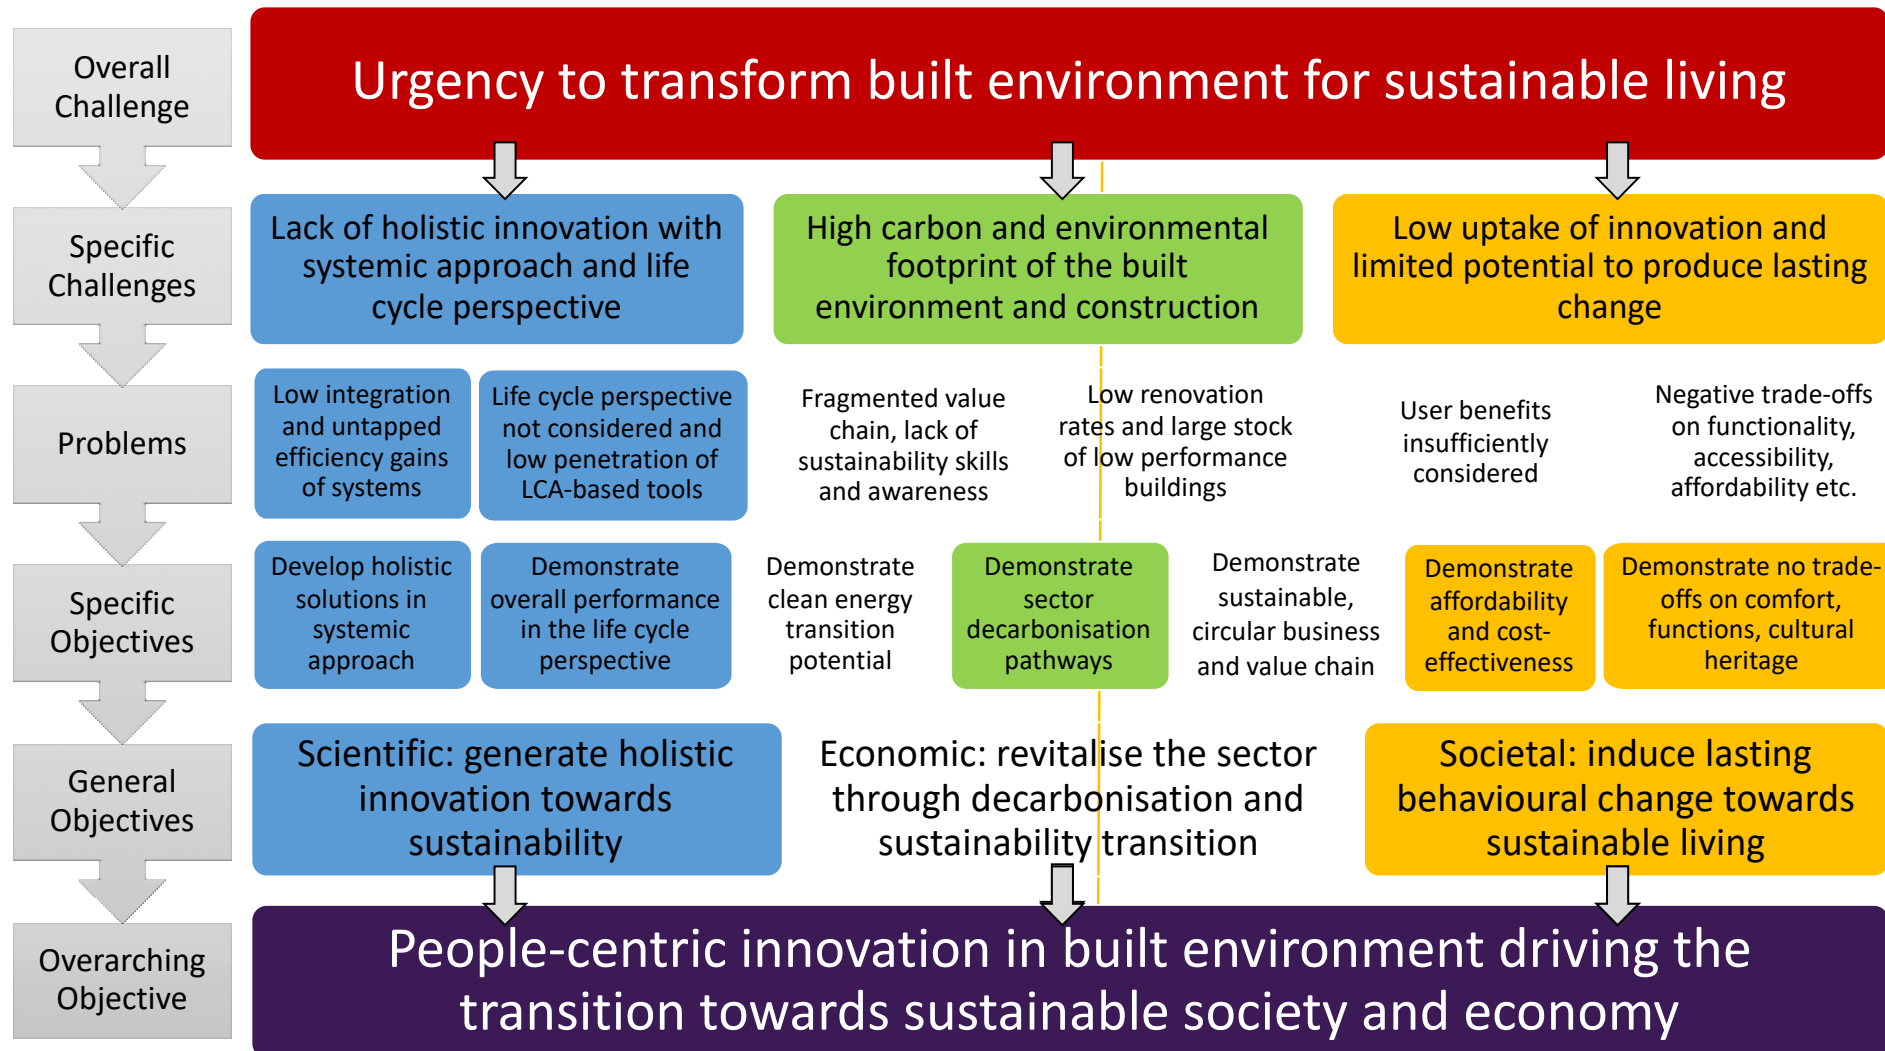 Overall
Challenge
Urgency to transform built environment for sustainable living
Specific
Challenges
Lack of holistic innovation with
systemic approach and life
cycle perspective
High carbon and environmental
footprint of the built
environment and construction
Low uptake of innovation and
limited potential to produce lasting
change
Problems
Low integration
and untapped
efficiency gains
of systems
Life cycle perspective
not considered and
low penetration of
LCA-based tools
Fragmented value
chain, lack of
sustainability skills
and awareness
Low renovation
rates and large stock
of low performance
buildings
User benefits
insufficiently
considered
Negative trade-offs
on functionality,
accessibility,
affordability etc.
Specific
Objectives
Develop holistic
solutions in
systemic
approach
Demonstrate
overall performance
in the life cycle
perspective
Demonstrate
clean energy
transition
potential
Demonstrate
sector
decarbonisation
pathways
Demonstrate
sustainable,
circular business
and value chain
Demonstrate
affordability
and cost-
effectiveness
Demonstrate no trade-
offs on comfort,
functions, cultural
heritage
General
Objectives
Scientific: generate holistic
innovation towards
sustainability
Economic: revitalise the sector
through decarbonisation and
sustainability transition
Societal: induce lasting
behavioural change towards
sustainable living
Overarching
Objective
People-centric innovation in built environment driving the
transition towards sustainable society and economy